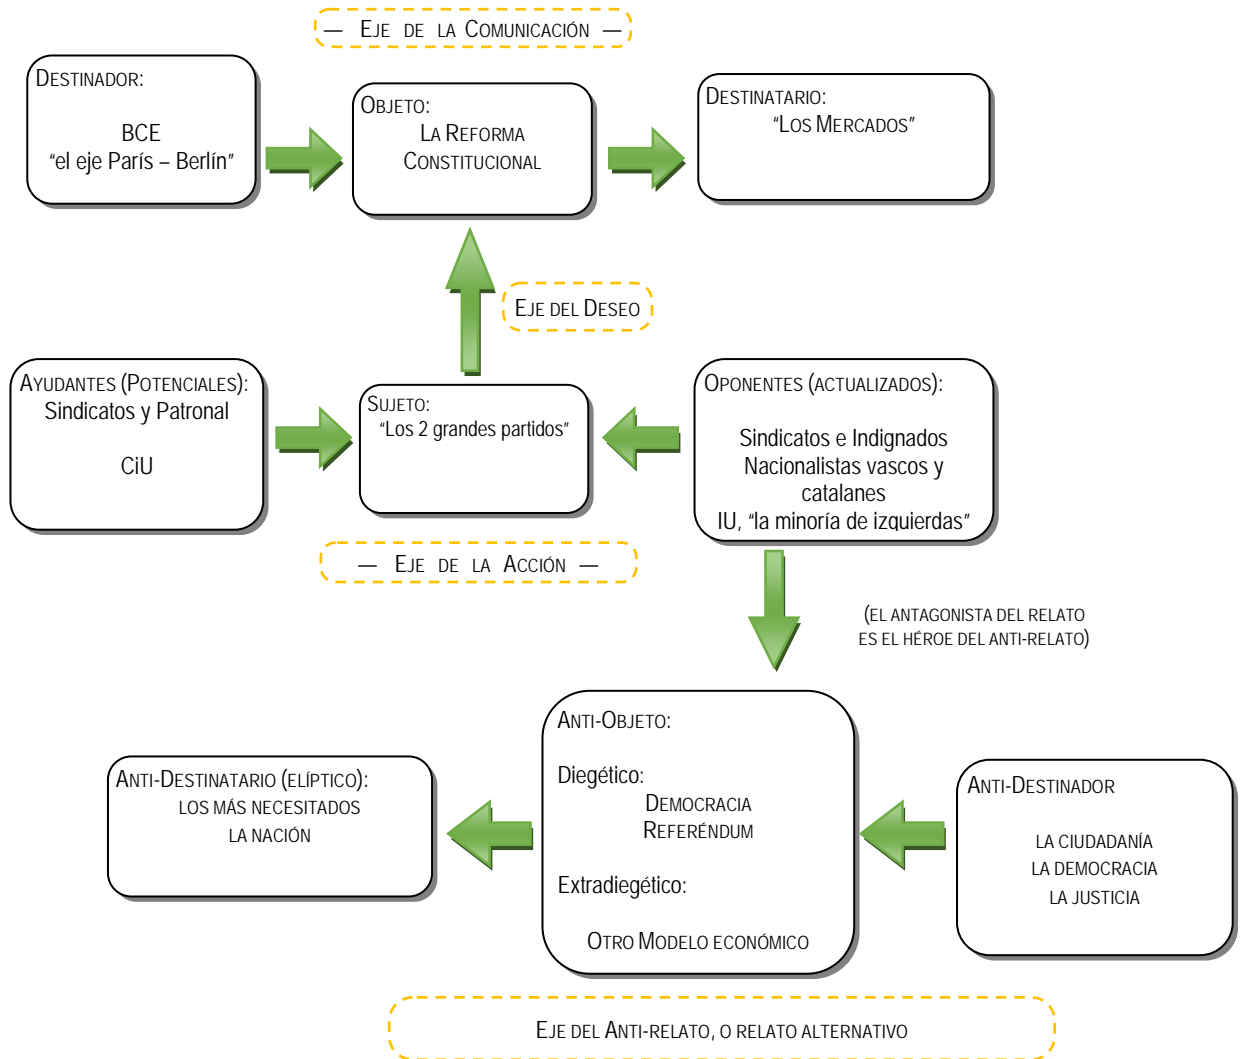 — Eje de la Comunicación —
Destinador:
BCE
“el eje París – Berlín”
Objeto:
La Reforma
Constitucional
Destinatario:
“Los Mercados”
Eje del Deseo
Ayudantes (Potenciales):
Sindicatos y Patronal
CiU
Sujeto:
“Los 2 grandes partidos”
Oponentes (actualizados):
Sindicatos e Indignados
Nacionalistas vascos y
catalanes
IU, “la minoría de izquierdas”
— Eje de la Acción —
(el antagonista del relato
es el héroe del anti-relato)
Anti-Objeto:
Diegético:
Democracia
Referéndum
Extradiegético:
Otro Modelo económico
Anti-Destinatario (elíptico):
los más necesitados
la nación
Anti-Destinador
la ciudadanía
la democracia
la justicia
Eje del Anti-relato, o relato alternativo